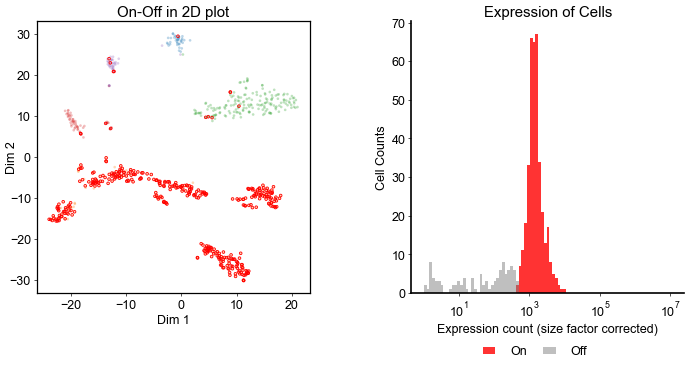 On-Off in 2D plot
30
20
10
0
−10
−20
−30
Dim 2
−20 −10 0 10 20
Dim 1
Expression of Cells
70
60
50
40
30
20
10
0
Cell Counts
10^1 10^3 10^5 10^7
Expression count (size factor corrected)
On Off